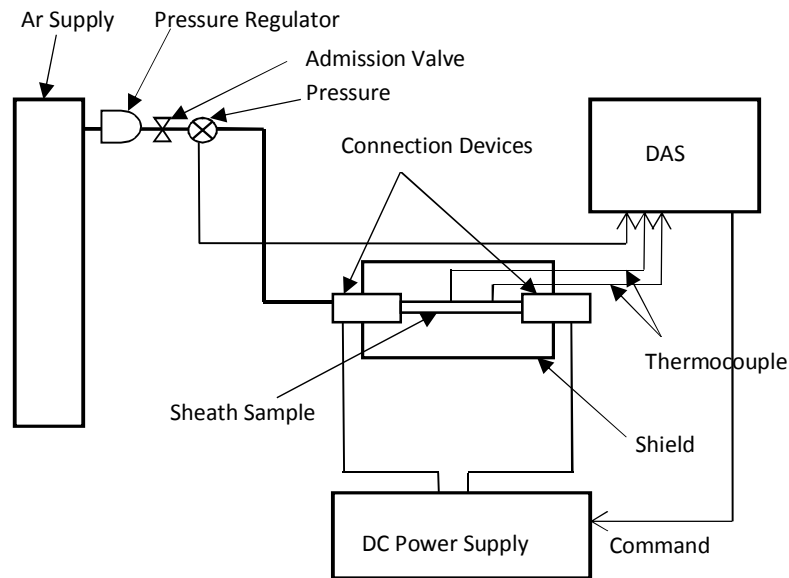 Ar Supply
Pressure Regulator
Admission Valve
Pressure
Connection Devices
DAS
Thermocouple
Sheath Sample
Shield
DC Power Supply
Command